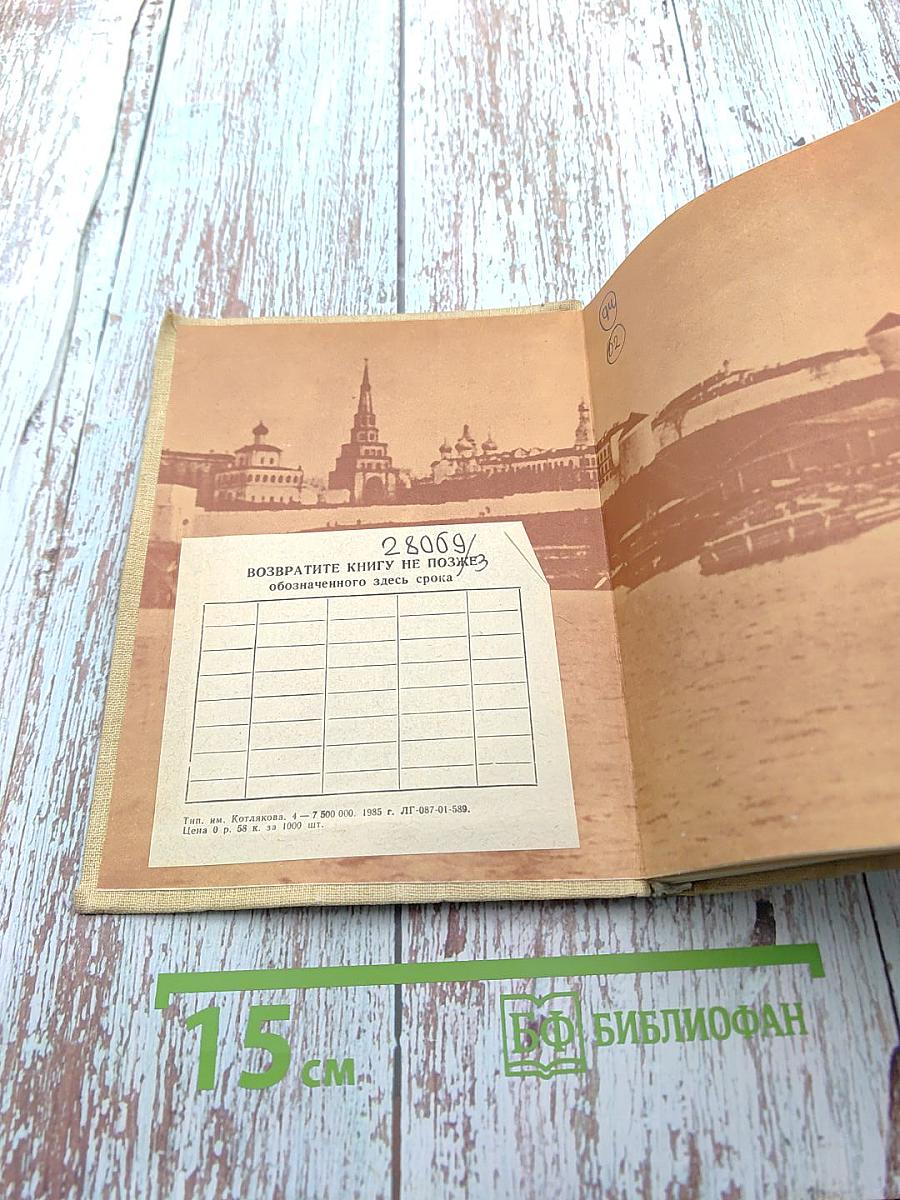 28069/3
ВОЗВРАТИТЕ КНИГУ НЕ ПОЗЖЕ
обозначенного здесь срока
Тип. им. Котлякова. 4 — 7 500 000. 1985 г. ЛГ-087-01-589.
Цена 0 р. 58 к. за 1000 шт.
15 см
БФ БИБЛИОФАН